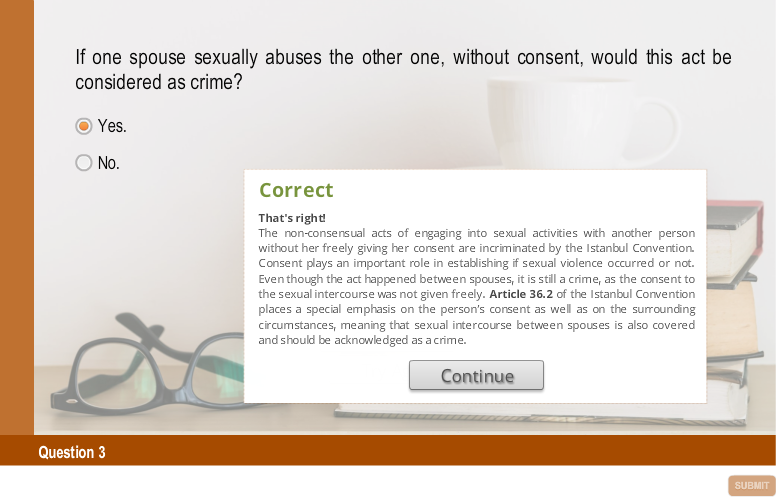 If one spouse sexually abuses the other one, without consent, would this act be
considered as crime?
Yes.
No.
Correct
That's right!
The non-consensual acts of engaging into sexual activities with another person
without her freely giving her consent are incriminated by the Istanbul Convention.
Consent plays an important role in establishing if sexual violence occurred or not.
Even though the act happened between spouses, it is still a crime, as the consent to
the sexual intercourse was not given freely. Article 36.2 of the Istanbul Convention
places a special emphasis on the person's consent as well as on the surrounding
circumstances, meaning that sexual intercourse between spouses is also covered
and should be acknowledged as a crime.
Continue
Question 3
SUBMIT